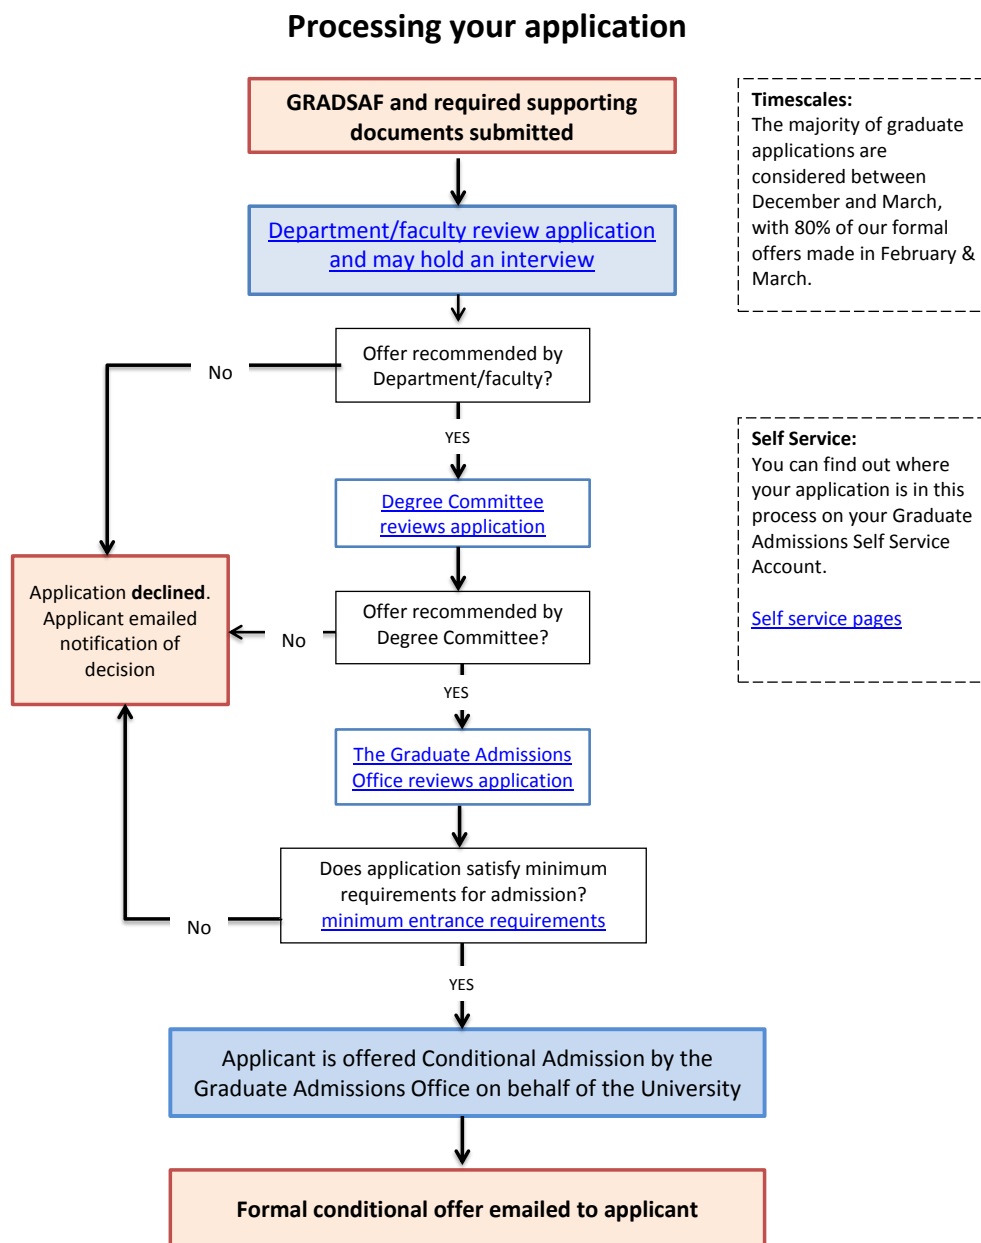 Processing your application
GRADSAF and required supporting
documents submitted
Timescales:
The majority of graduate
applications are
considered between
December and March,
with 80% of our formal
offers made in February &
March.
Department/faculty review application
and may hold an interview
Offer recommended by
Department/faculty?
No
YES
Self Service:
You can find out where
your application is in this
process on your Graduate
Admissions Self Service
Account.
Self service pages
Degree Committee
reviews application
Application declined.
Applicant emailed
notification of
decision
Offer recommended by
Degree Committee?
No
YES
The Graduate Admissions
Office reviews application
Does application satisfy minimum
requirements for admission?
minimum entrance requirements
No
YES
Applicant is offered Conditional Admission by the
Graduate Admissions Office on behalf of the University
Formal conditional offer emailed to applicant